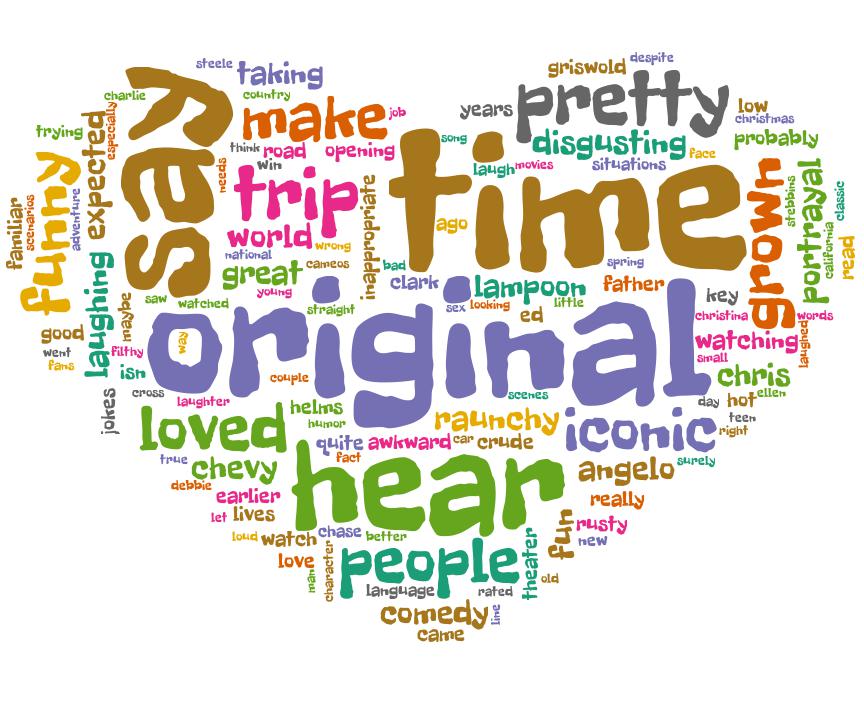 steele
taking
griswold
despite
charlie
country
say
make
job
years
pretty
low
christmas
trying
expected
especially
think
road
opening
time
song
disgusting
face
probably
win
laugh
movies
situations
needs
trip
inappropriate
grown
stebbins
portrayal
classic
familiar
scenarios
funny
adventure
world
wrong
ago
california
read
national
cameos
bad
spring
great
young
clark
lampoon
father
key
laughing
maybe
saw
watched
straight
sex
looking
little
ed
christina
words
original
way
good
went
fans
filthy
isn
watching
laughed
small
chris
couple
cross
laughter
scenes
day
hot
ellen
jokes
loved
helms
humor
raunchy
iconic
teen
right
quite
awkward
car
crude
true
chevy
fact
hear
angelo
surely
debbie
earlier
really
let
lives
fun
rusty
new
loud
watch
chase
better
love
man
character
people
theater
old
language
rated
comedy
line
came